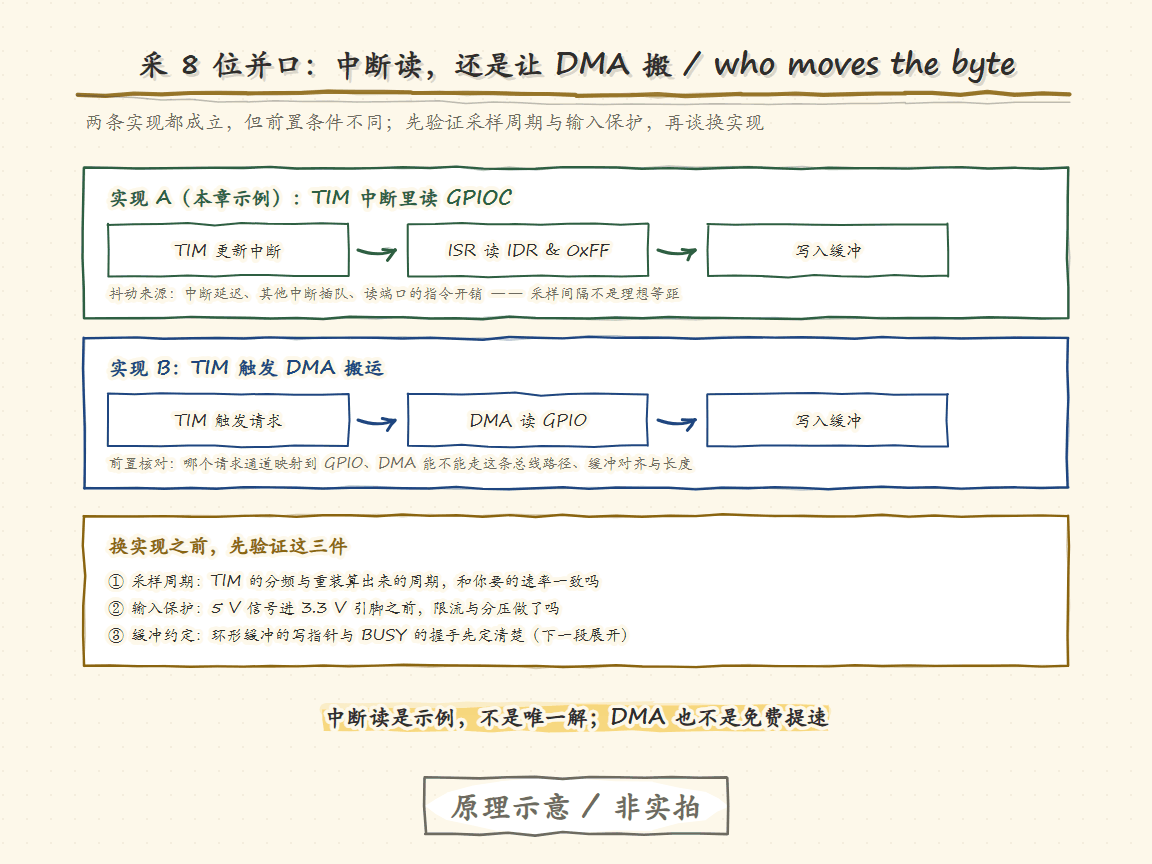 采 8 位并口：中断读，还是让 DMA 搬 / who moves the byte
两条实现都成立，但前置条件不同；先验证采样周期与输入保护，再谈换实现
实现 A（本章示例）：TIM 中断里读 GPIOC
TIM 更新中断
ISR 读 IDR & 0xFF
写入缓冲
抖动来源：中断延迟、其他中断插队、读端口的指令开销 —— 采样间隔不是理想等距
实现 B：TIM 触发 DMA 搬运
TIM 触发请求
DMA 读 GPIO
写入缓冲
前置核对：哪个请求通道映射到 GPIO、DMA 能不能走这条总线路径、缓冲对齐与长度
换实现之前，先验证这三件
① 采样周期：TIM 的分频与重装算出来的周期，和你要的速率一致吗
② 输入保护：5 V 信号进 3.3 V 引脚之前，限流与分压做了吗
③ 缓冲约定：环形缓冲的写指针与 BUSY 的握手先定清楚（下一段展开）
中断读是示例，不是唯一解；DMA 也不是免费提速
原理示意 / 非实拍